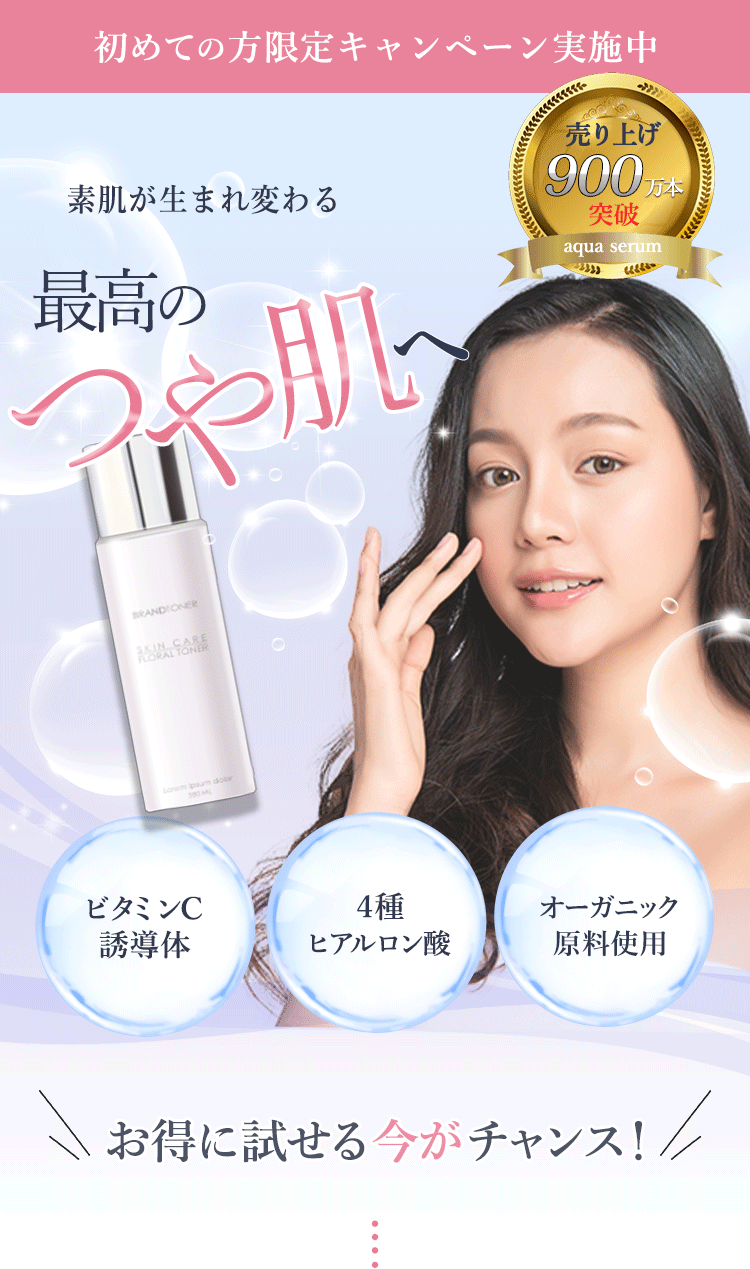 初めての方限定キャンペーン実施中
売り上げ
900万本
突破
aqua serum
素肌が生まれ変わる
最高の
つや肌へ
BRANDTONER
SKIN CARE
FLORAL TONER
Lorem ipsum dolor
ビタミンC
誘導体
4種
ヒアルロン酸
オーガニック
原料使用
お得に試せる今がチャンス!